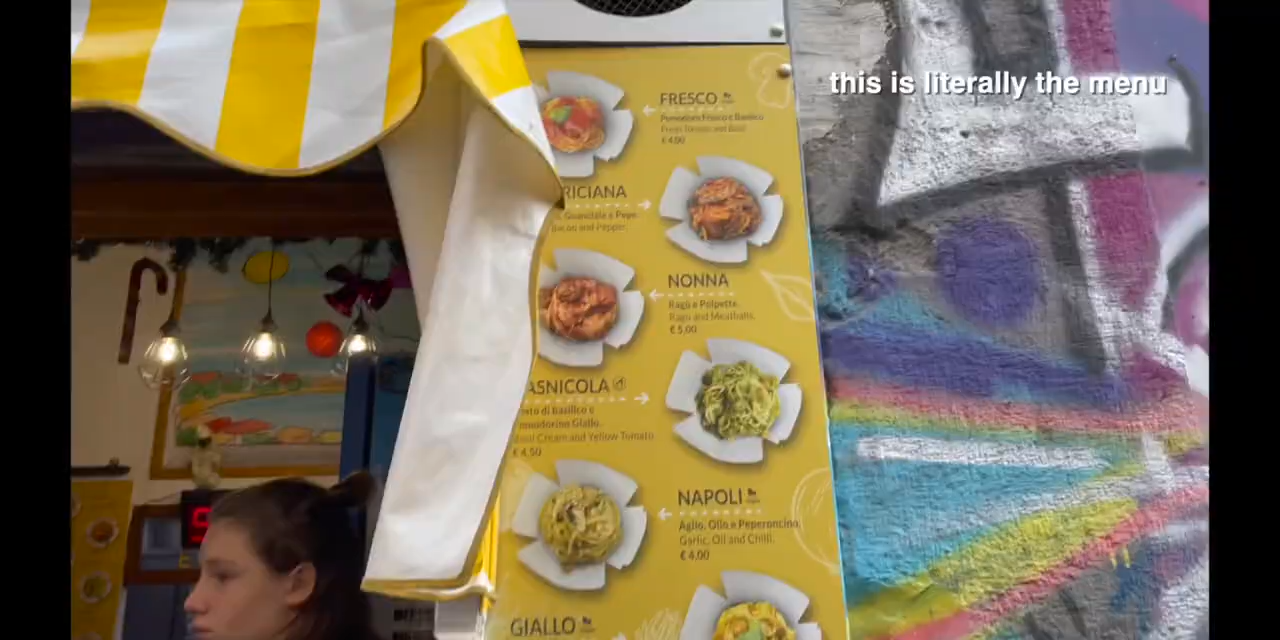 this is literally the menu
FRESCO
Pomodoro Fresco e Basilico
Fresh Tomato and Basil
€ 4,00
RICIANA
Guanciale e Pepe.
Bacon and Pepper.
NONNA
Ragù e Polpette.
Ragù and Meatballs.
€ 5,00
ASNICOLA
sto di basilico e
omodorino Giallo.
Basil Cream and Yellow Tomato
€ 4,50
NAPOLI
Aglio, Olio e Peperoncino.
Garlic, Oil and Chilli.
€ 4,00
GIALLO